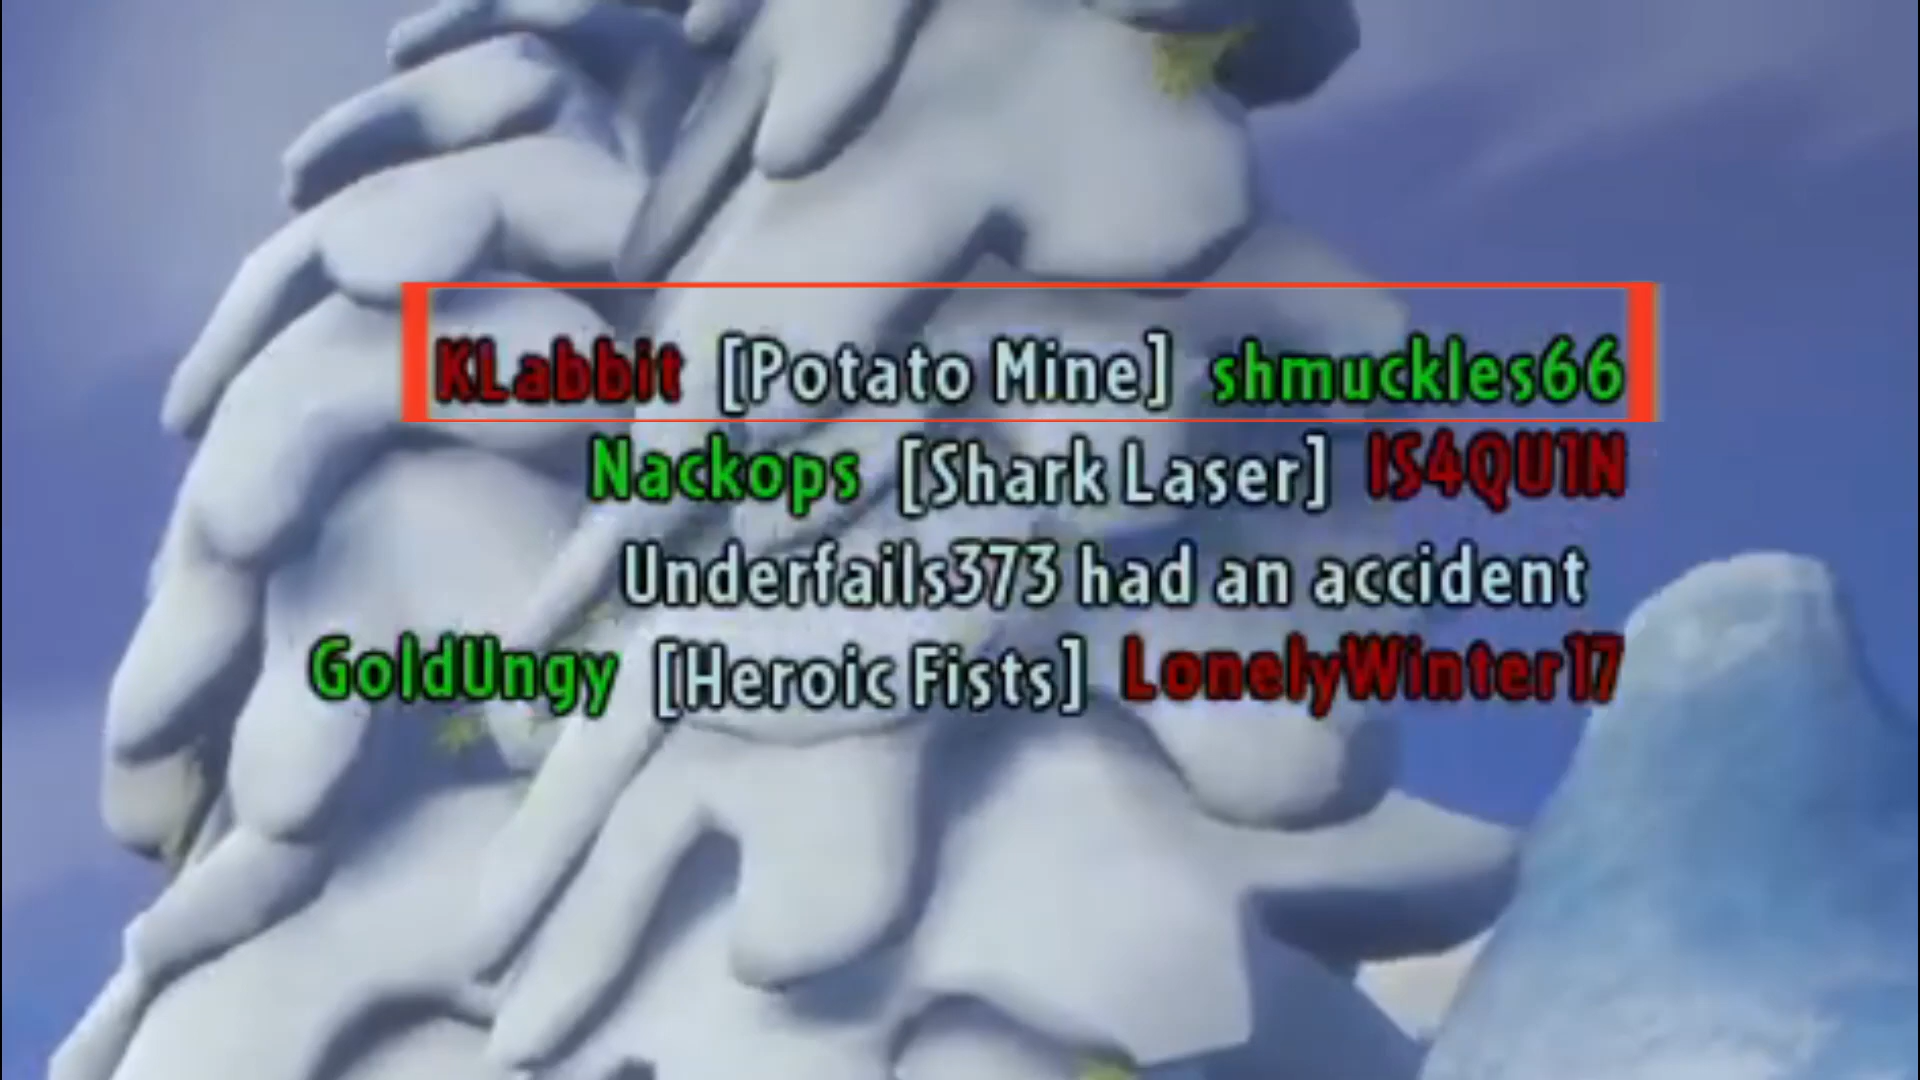 KLabbit [Potato Mine] shmuckles66
Nackops [Shark Laser] IS4QU1N
Underfails373 had an accident
GoldUngy [Heroic Fists] LonelyWinter17